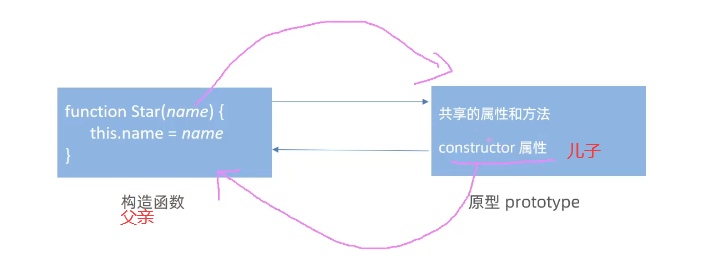 function Star(name) {
this.name = name
}
构造函数
父亲
共享的属性和方法
constructor 属性
儿子
原型 prototype